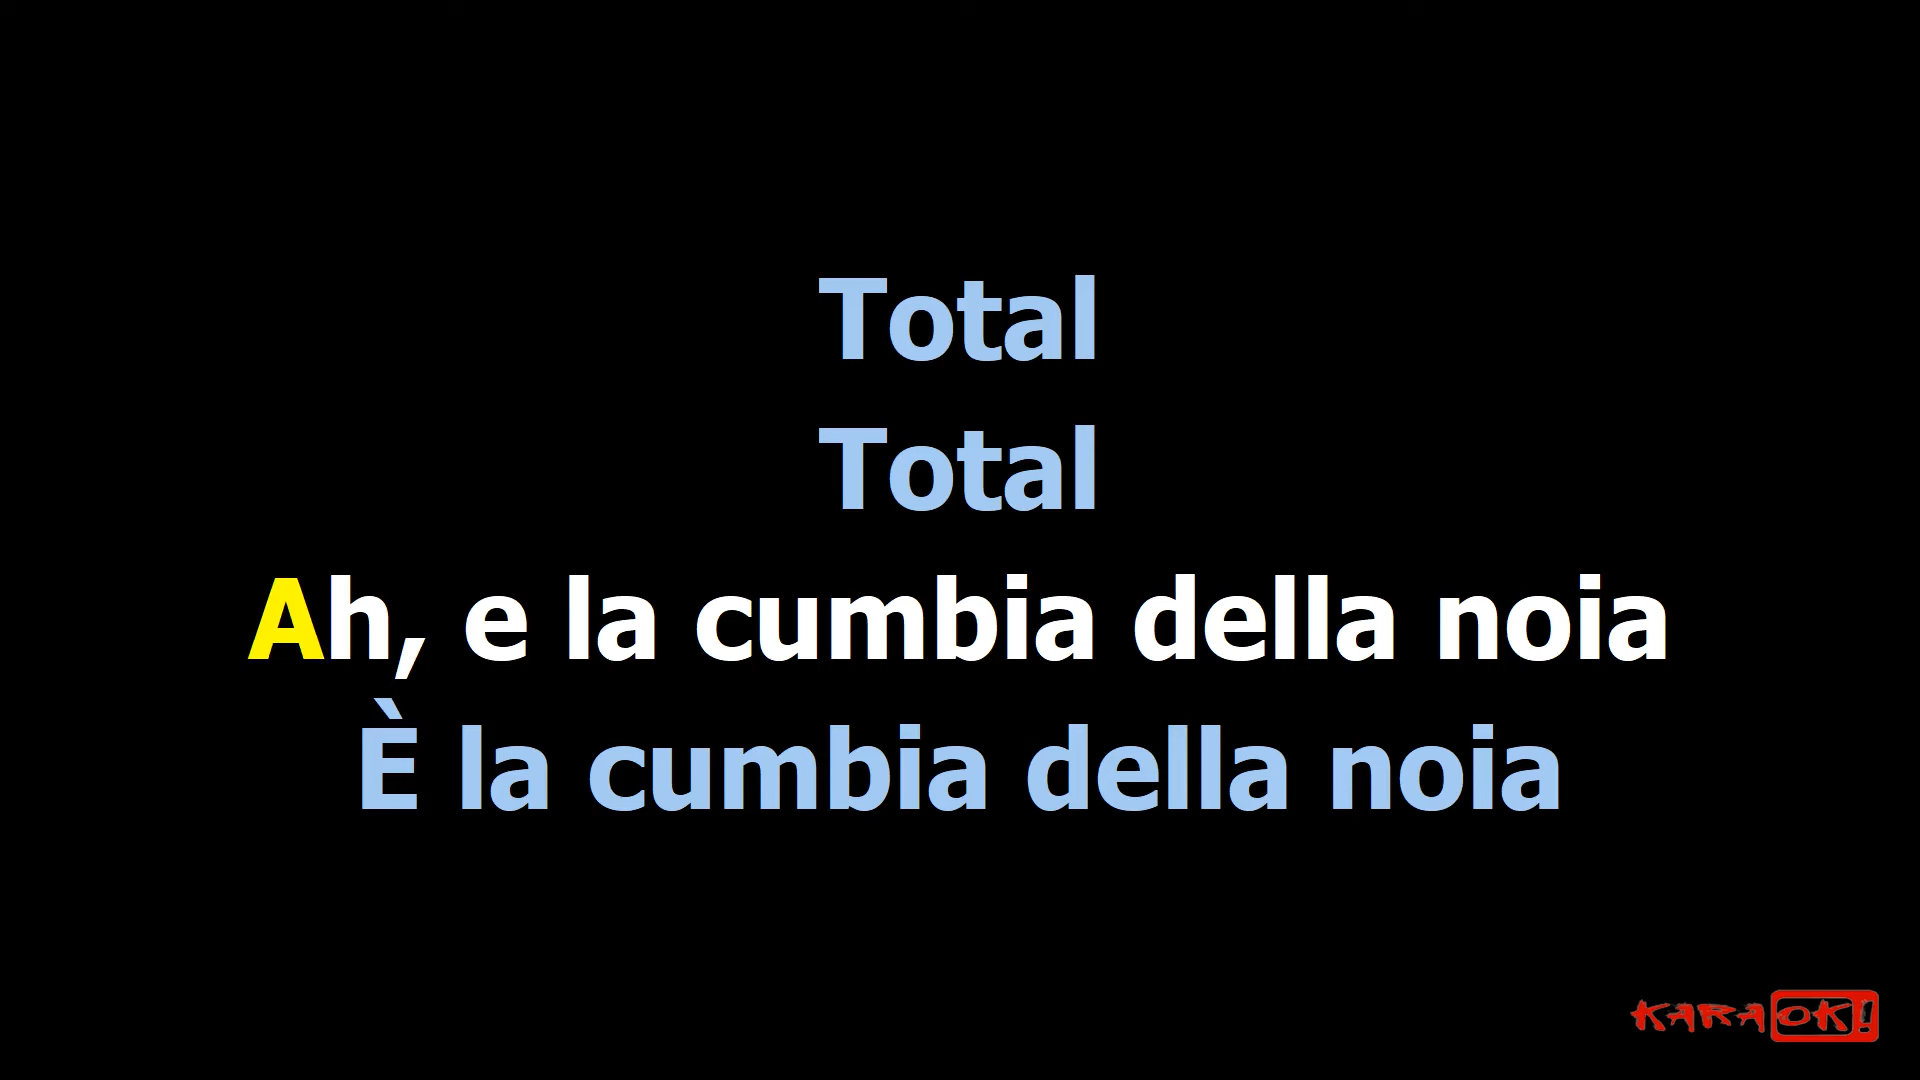 Total
Total
Ah, e la cumbia della noia
È la cumbia della noia
KARAOK!